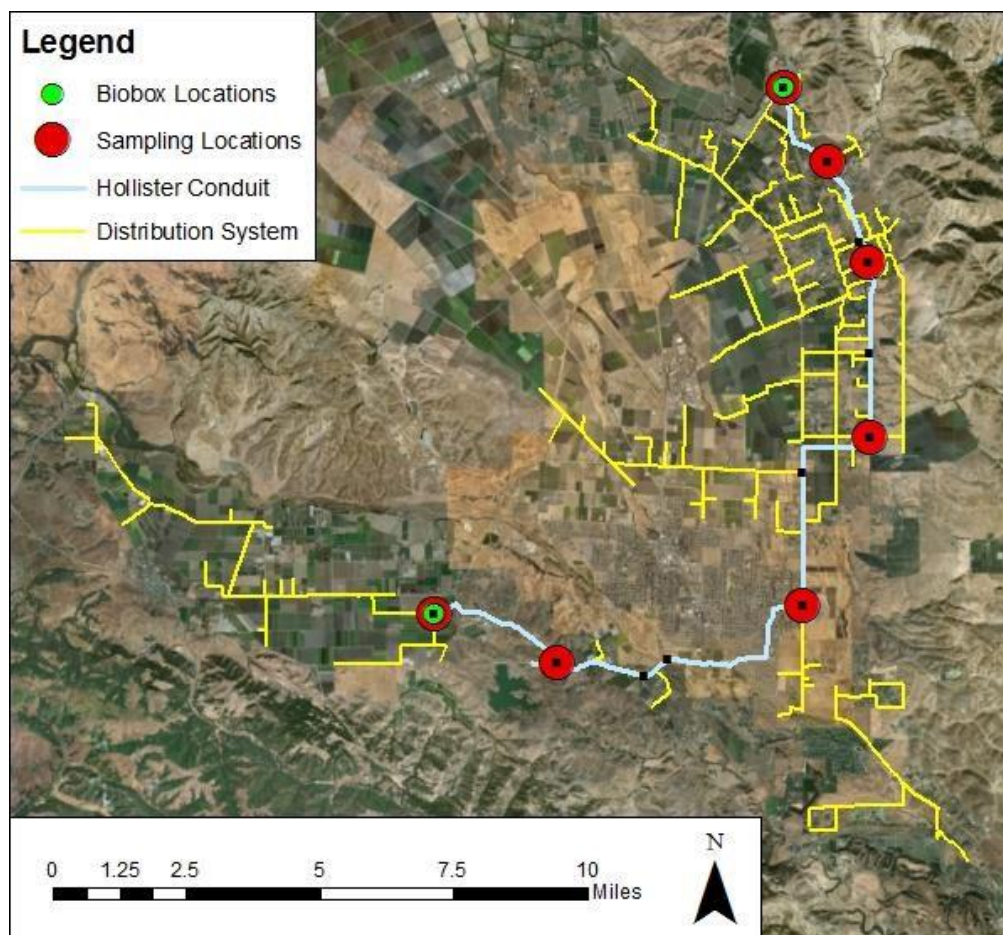 Legend
Biobox Locations
Sampling Locations
Hollister Conduit
Distribution System
N
0 1.25 2.5 5 7.5 10
Miles